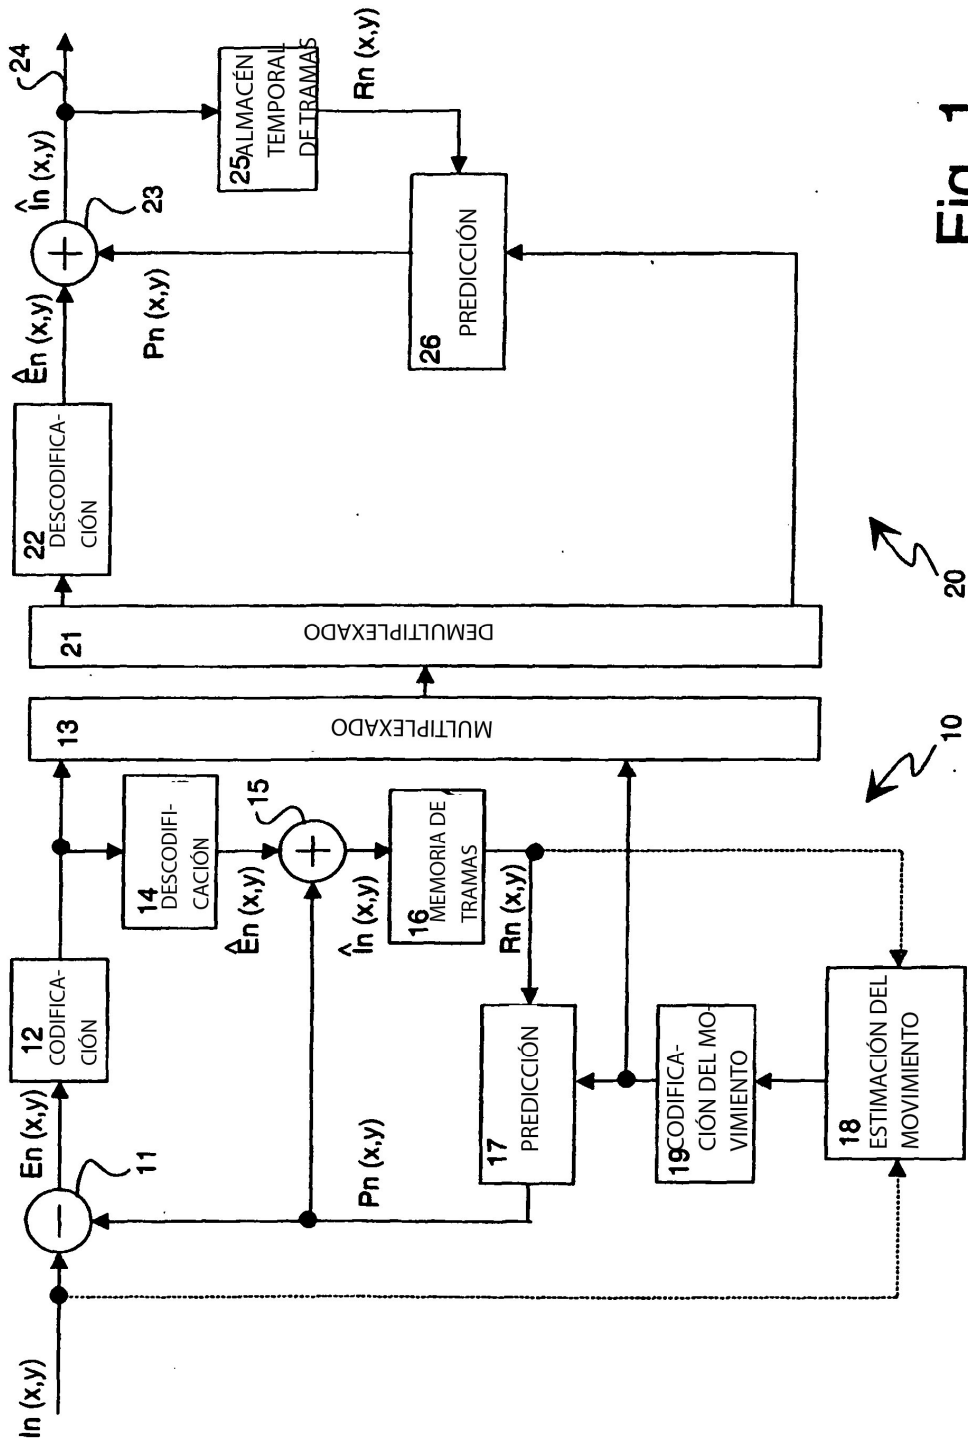 In (x,y)
11
En (x,y)
12
CODIFICA-
CIÓN
13
MULTIPLEXADO
14
DESCODIFI-
CACIÓN
Ên (x,y)
15
În (x,y)
16
MEMORIA DE
TRAMAS
Rn (x,y)
17
PREDICCIÓN
Pn (x,y)
18
ESTIMACIÓN DEL
MOVIMIENTO
19
CODIFICA-
CIÓN DEL MO-
VIMIENTO
10
21
DEMULTIPLEXADO
22
DESCODIFICA-
CIÓN
Ên (x,y)
23
În (x,y)
24
25
ALMACÉN
TEMPORAL
DE TRAMAS
Rn (x,y)
26
PREDICCIÓN
Pn (x,y)
20
Fig. 1